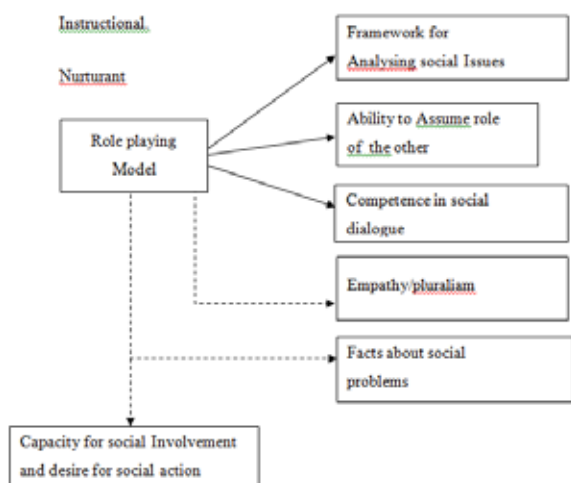 Instructional
Nurturant
Role playing
Model
Framework for
Analysing social Issues
Ability to Assume role
of the other
Competence in social
dialogue
Empathy/pluraliam
Facts about social
problems
Capacity for social Involvement
and desire for social action